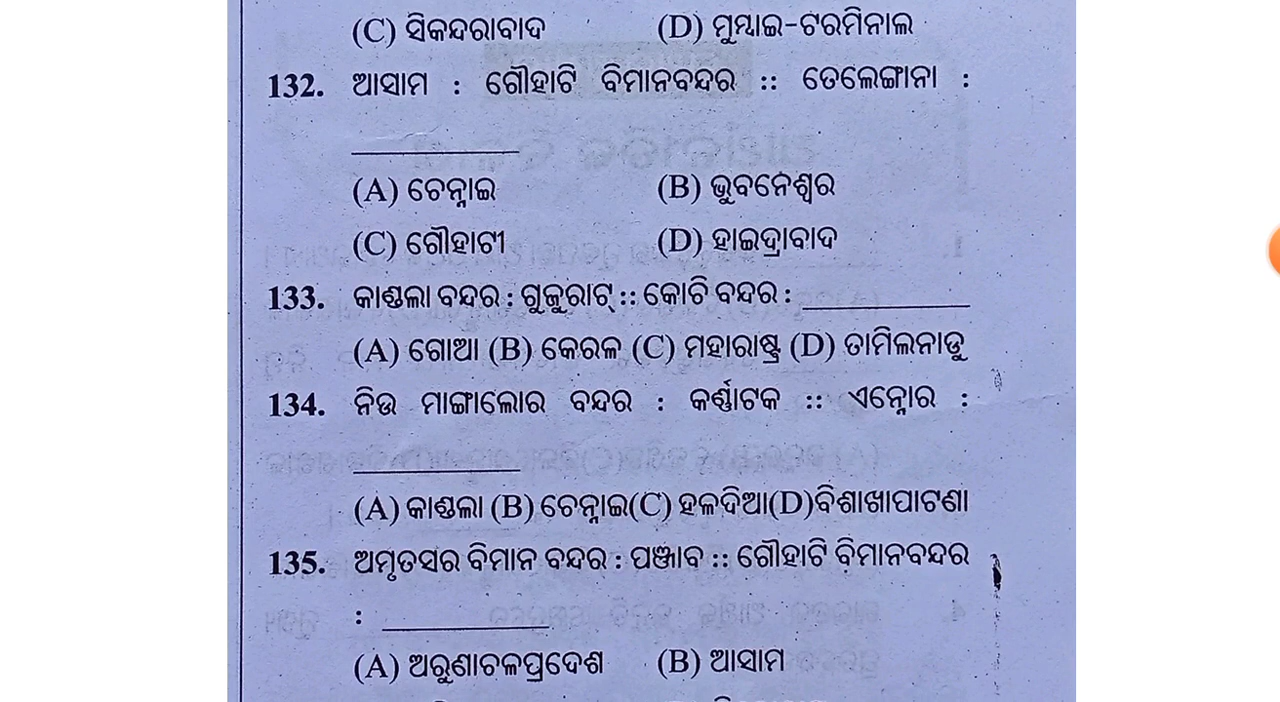 (C) ସିକନ୍ଦରାବାଦ (D) ମୁମ୍ବାଇ-ଟରମିନାଲ
132. ଆସାମ : ଗୌହାଟି ବିମାନବନ୍ଦର :: ତେଲେଙ୍ଗାନା :
(A) ଚେନ୍ନାଇ (B) ଭୁବନେଶ୍ୱର
(C) ଗୌହାଟୀ (D) ହାଇଦ୍ରାବାଦ
133. କାଣ୍ଡଲା ବନ୍ଦର : ଗୁଜୁରାଟ୍ :: କୋଚି ବନ୍ଦର : ____________
(A) ଗୋଆ (B) କେରଳ (C) ମହାରାଷ୍ଟ୍ର (D) ତାମିଲନାଡୁ
134. ନିଉ ମାଙ୍ଗାଲୋର ବନ୍ଦର : କର୍ଣ୍ଣାଟକ :: ଏନ୍ନୋର :
(A) କାଣ୍ଡଲା (B) ଚେନ୍ନାଇ(C) ହଳଦିଆ(D)ବିଶାଖାପାଟଣା
135. ଅମୃତସର ବିମାନ ବନ୍ଦର : ପଞ୍ଜାବ :: ଗୌହାଟି ବିମାନବନ୍ଦର
: ____________
(A) ଅରୁଣାଚଳପ୍ରଦେଶ (B) ଆସାମ